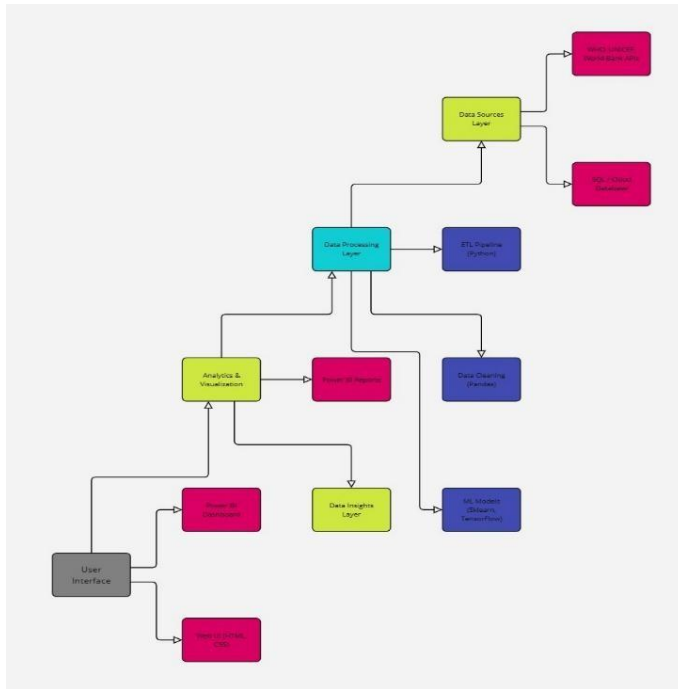 WHO, UNICEF,
World Bank APIs
Data Sources
Layer
SQL / Cloud
Database
Data Processing
Layer
ETL Pipeline
(Python)
Analytics &
Visualization
Power BI Reports
Data Cleaning
(Pandas)
Power BI
Dashboard
Data Insights
Layer
ML Models
(Sklearn,
TensorFlow)
User
Interface
Web UI (HTML,
CSS)